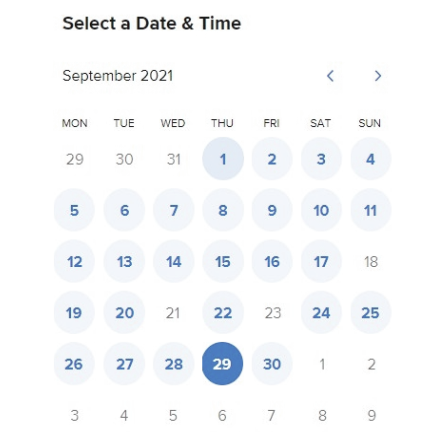 Select a Date & Time
September 2021
MON TUE WED THU FRI SAT SUN
29 30 31 1 2 3 4
5 6 7 8 9 10 11
12 13 14 15 16 17 18
19 20 21 22 23 24 25
26 27 28 29 30 1 2
3 4 5 6 7 8 9